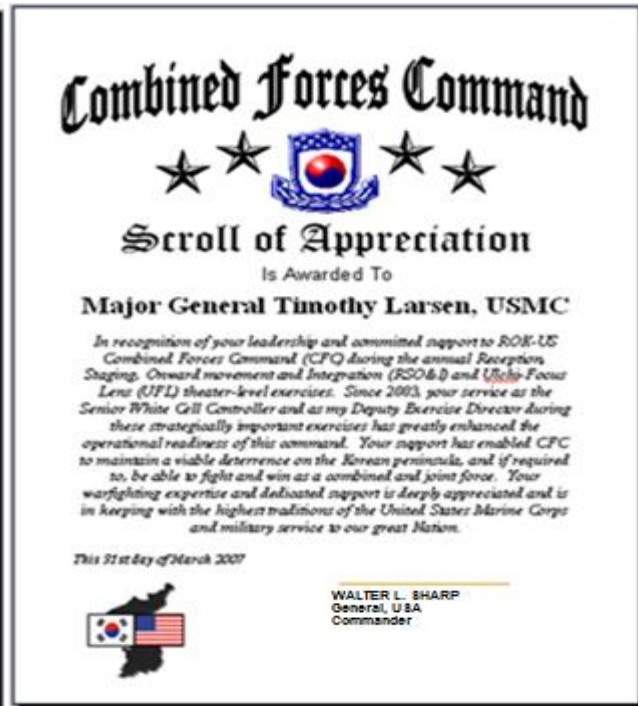 Combined Forces Command
Scroll of Appreciation
Is Awarded To
Major General Timothy Larsen, USMC
In recognition of your leadership and committed support to ROK-US
Combined Forces Command (CFC) during the annual Reception,
Staging, Onward movement and Integration (RSO&I) and Ulchi-Focus
Lens (UFL) theater-level exercises. Since 2003, your service as the
Senior White Cell Controller and as my Deputy Exercise Director during
these strategically important exercises has greatly enhanced the
operational readiness of this command. Your support has enabled CFC
to maintain a viable deterrence on the Korean peninsula, and if required
to, be able to fight and win as a combined and joint force. Your
warfighting expertise and dedicated support is deeply appreciated and is
in keeping with the highest traditions of the United States Marine Corps
and military service to our great Nation.
This 31st day of March 2007
WALTER L. SHARP
General, USA
Commander